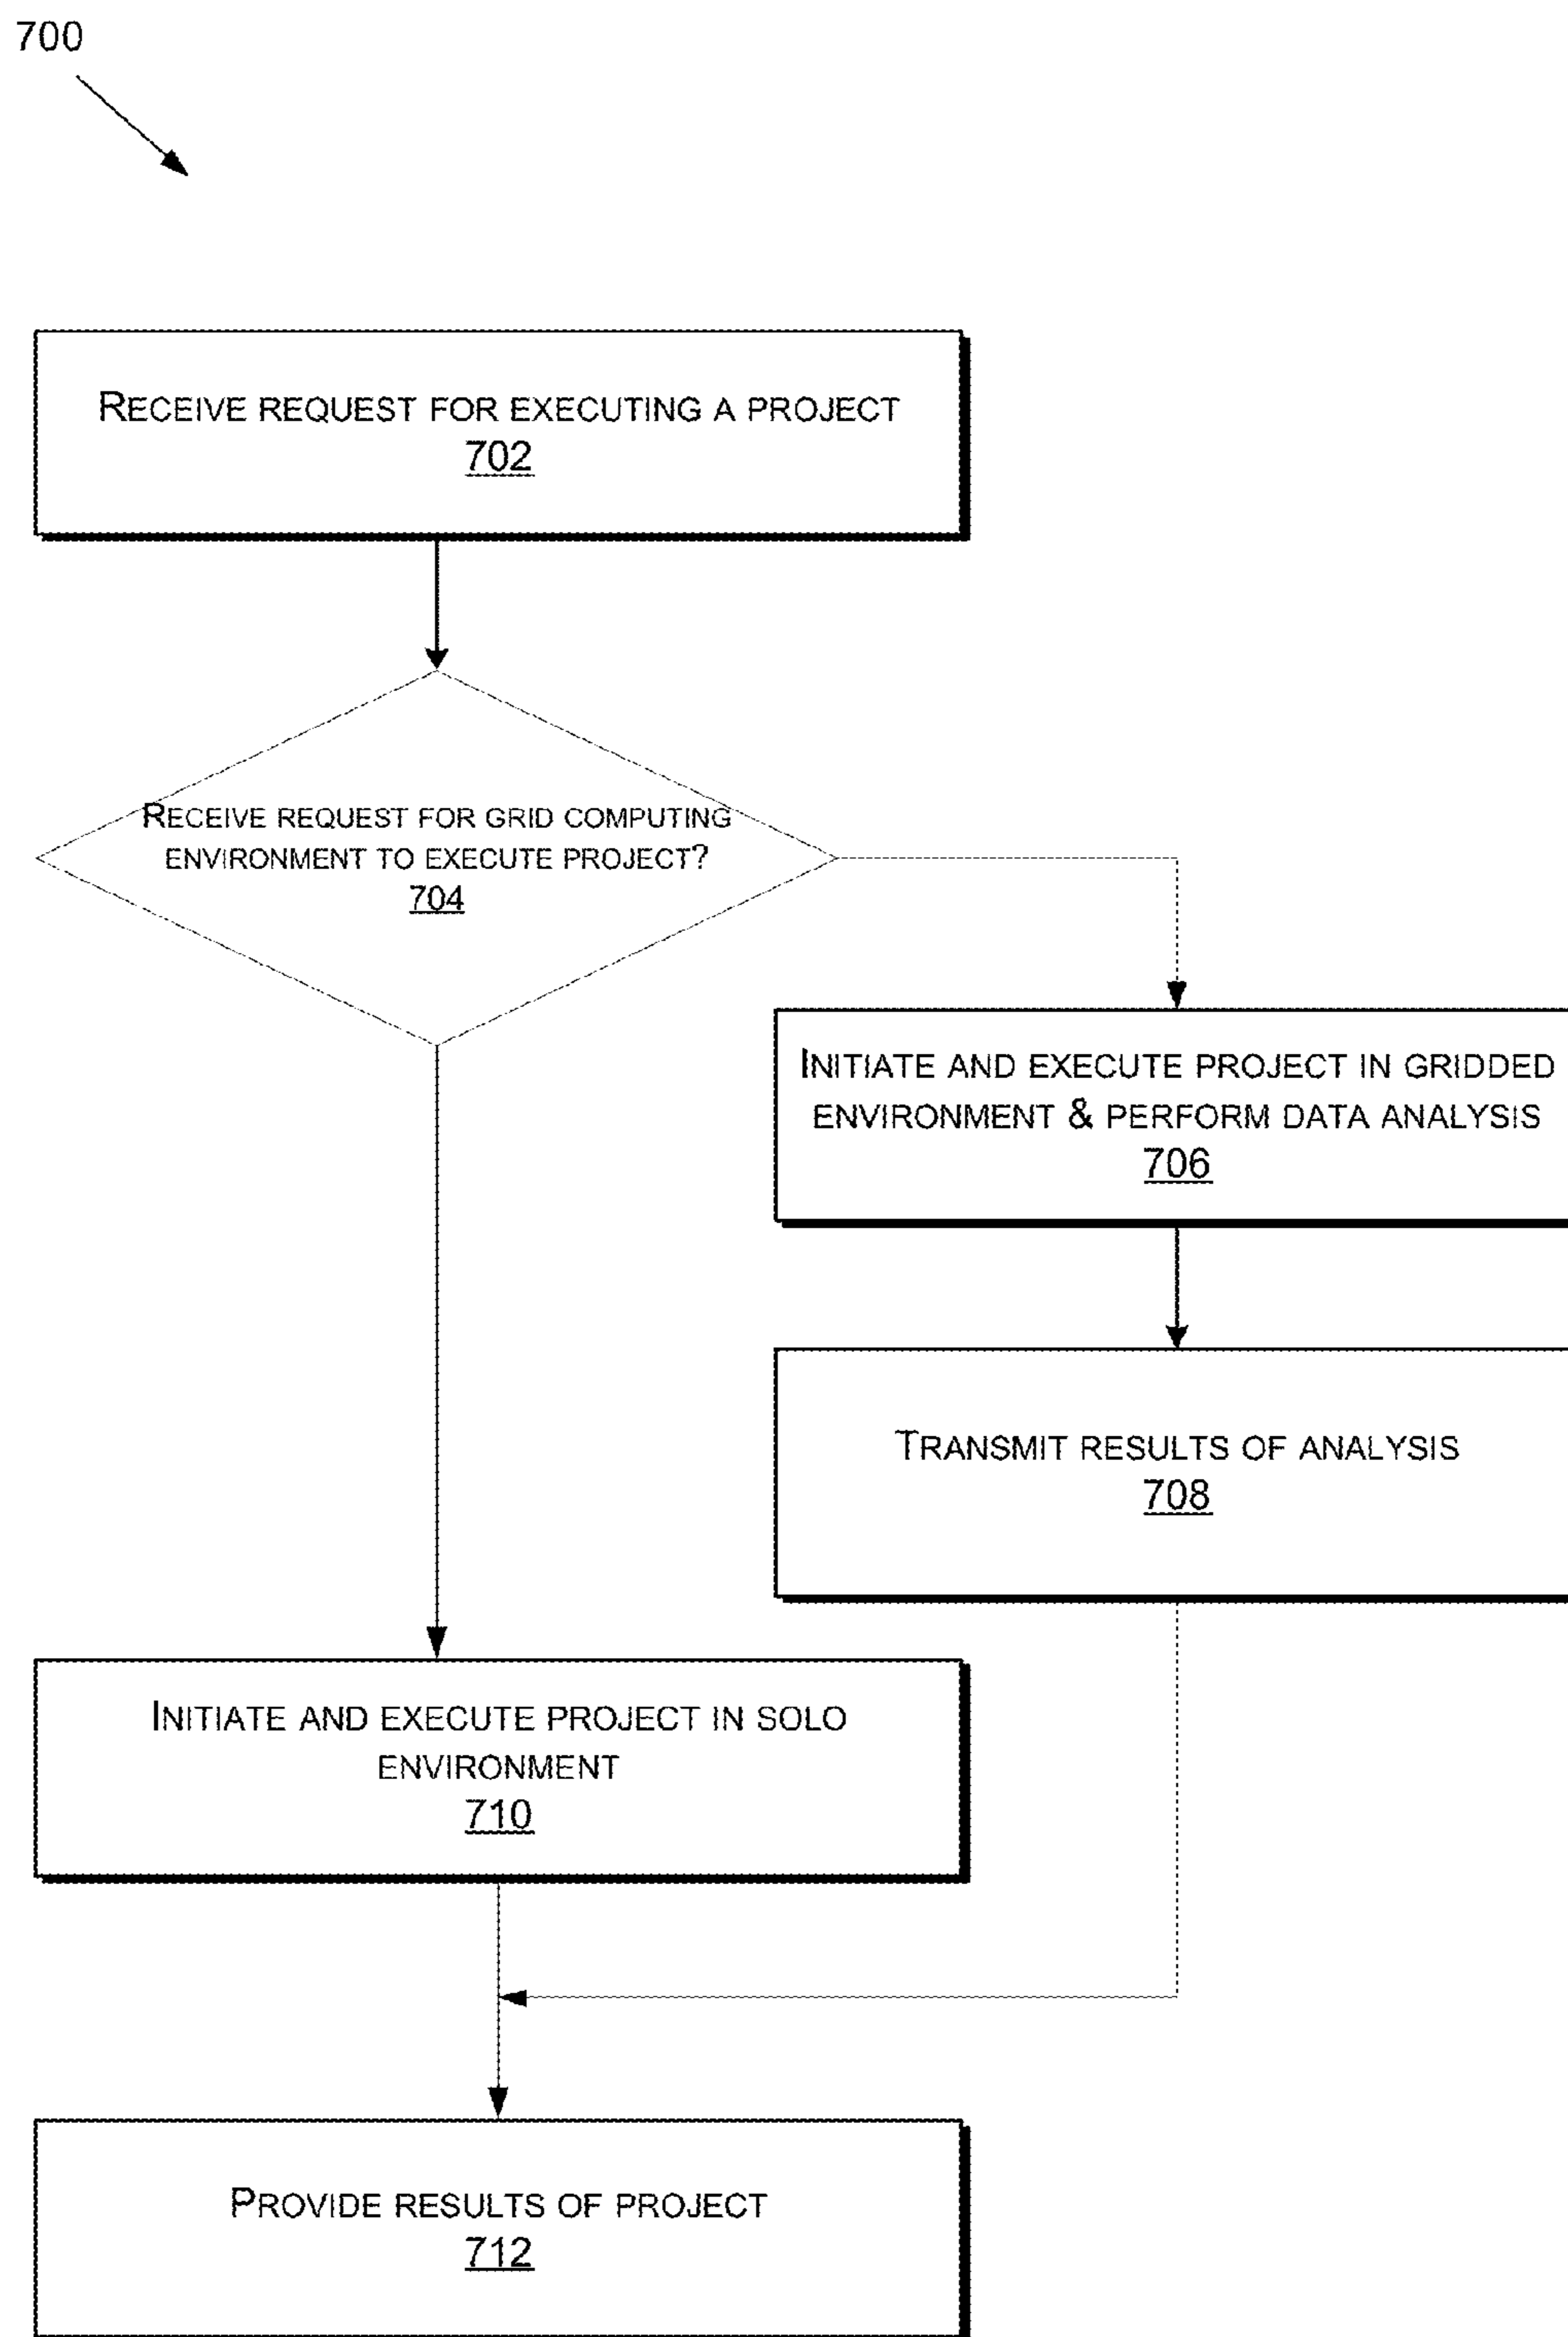 700
RECEIVE REQUEST FOR EXECUTING A PROJECT
702
RECEIVE REQUEST FOR GRID COMPUTING
ENVIRONMENT TO EXECUTE PROJECT?
704
INITIATE AND EXECUTE PROJECT IN GRIDDED
ENVIRONMENT & PERFORM DATA ANALYSIS
706
TRANSMIT RESULTS OF ANALYSIS
708
INITIATE AND EXECUTE PROJECT IN SOLO
ENVIRONMENT
710
PROVIDE RESULTS OF PROJECT
712